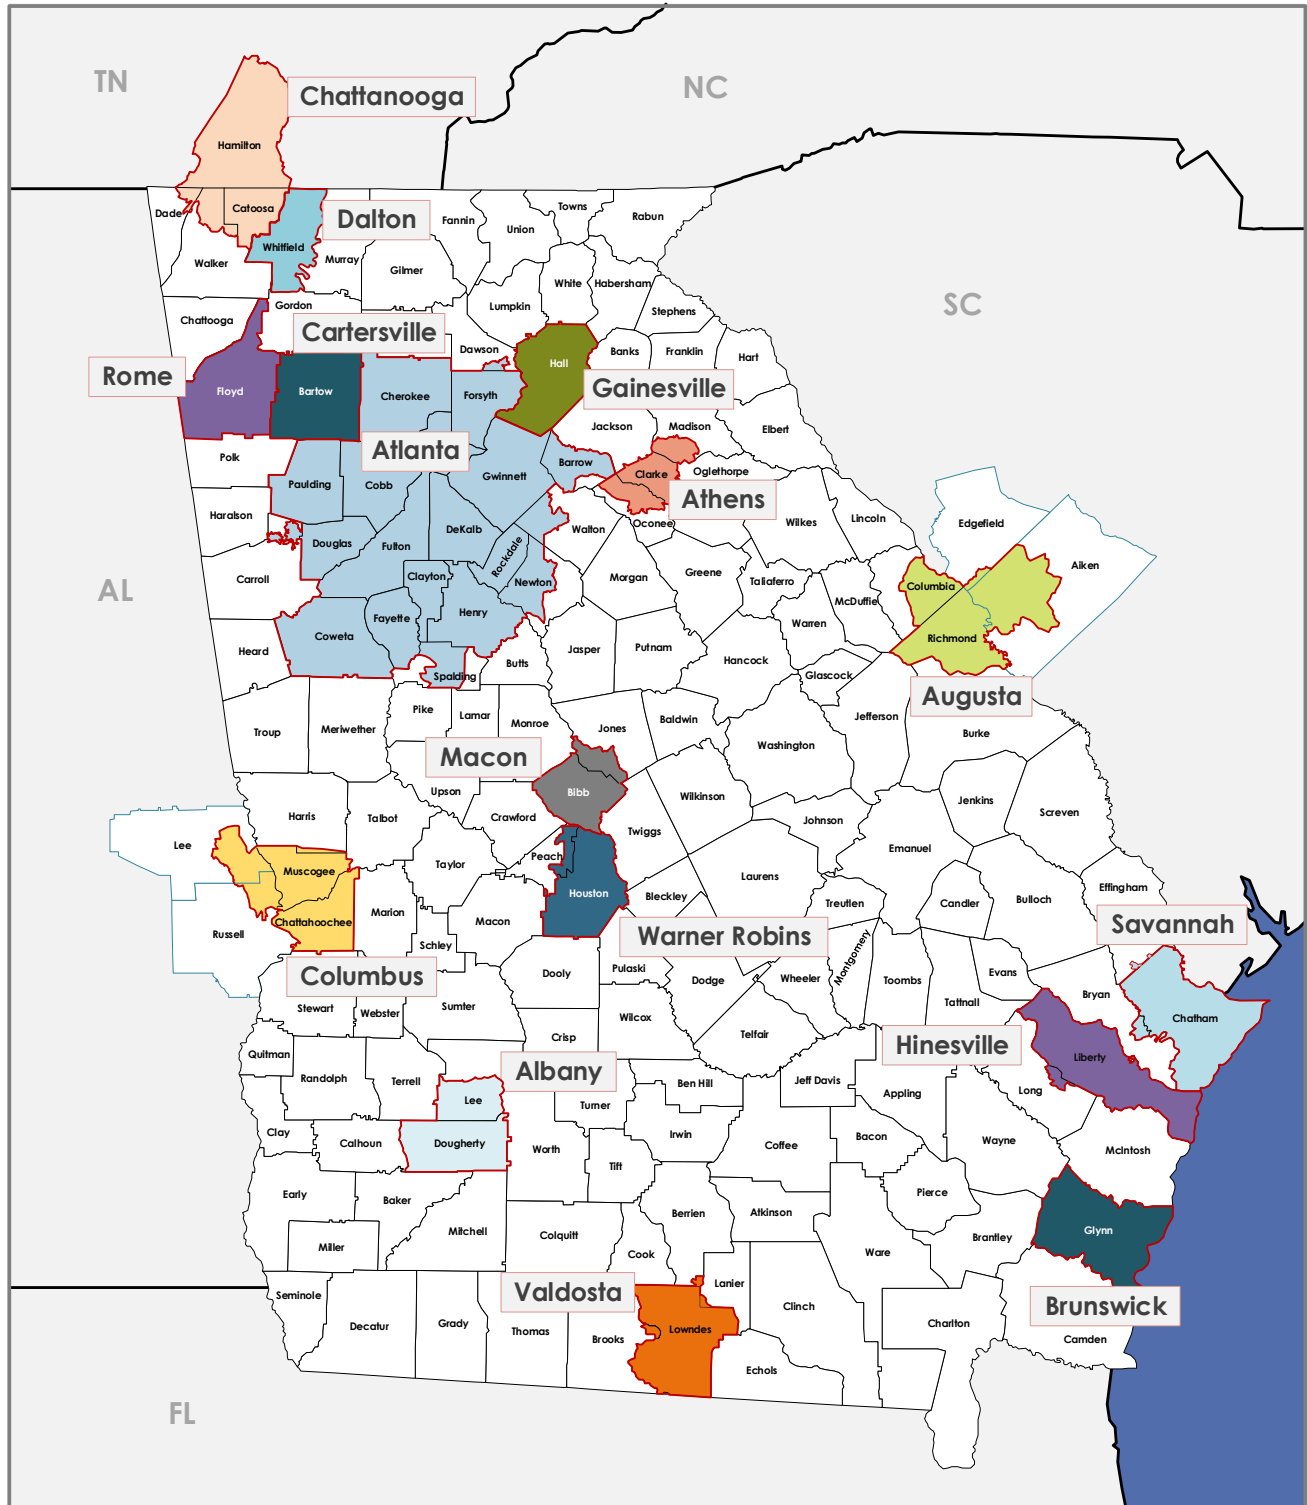 TN
NC
Chattanooga
Hamilton
Dade
Catoosa
Dalton
Fannin
Towns
Union
Rabun
Whitfield
Walker
Murray
Gilmer
White
Habersham
SC
Chattooga
Gordon
Lumpkin
Stephens
Cartersville
Dawson
Hall
Banks
Franklin
Hart
Rome
Floyd
Bartow
Cherokee
Forsyth
Gainesville
Jackson
Madison
Elbert
Polk
Atlanta
Barrow
Clarke
Oglethorpe
Paulding
Cobb
Gwinnett
Athens
Haralson
Douglas
Fulton
DeKalb
Walton
Oconee
Wilkes
Lincoln
Edgefield
Rockdale
Aiken
AL
Carroll
Clayton
Newton
Morgan
Greene
Taliaferro
McDuffie
Columbia
Fayette
Henry
Warren
Richmond
Coweta
Heard
Butts
Jasper
Putnam
Hancock
Glascock
Spalding
Augusta
Pike
Lamar
Monroe
Jones
Baldwin
Jefferson
Troup
Meriwether
Burke
Washington
Macon
Bibb
Upson
Wilkinson
Jenkins
Screven
Harris
Talbot
Crawford
Twiggs
Johnson
Lee
Emanuel
Muscogee
Taylor
Peach
Laurens
Houston
Bleckley
Effingham
Treutlen
Candler
Bulloch
Chattahoochee
Marion
Macon
Russell
Schley
Warner Robins
Savannah
Columbus
Dooly
Pulaski
Dodge
Wheeler
Montgomery
Toombs
Evans
Tattnall
Bryan
Stewart
Webster
Sumter
Wilcox
Telfair
Chatham
Crisp
Hinesville
Liberty
Quitman
Randolph
Terrell
Albany
Ben Hill
Jeff Davis
Appling
Long
Lee
Turner
Clay
Calhoun
Dougherty
Worth
Irwin
Coffee
Bacon
Wayne
McIntosh
Tift
Early
Baker
Pierce
Mitchell
Colquitt
Berrien
Atkinson
Glynn
Miller
Cook
Ware
Brantley
Seminole
Valdosta
Lanier
Clinch
Brunswick
Decatur
Grady
Thomas
Brooks
Lowndes
Charlton
Camden
Echols
FL